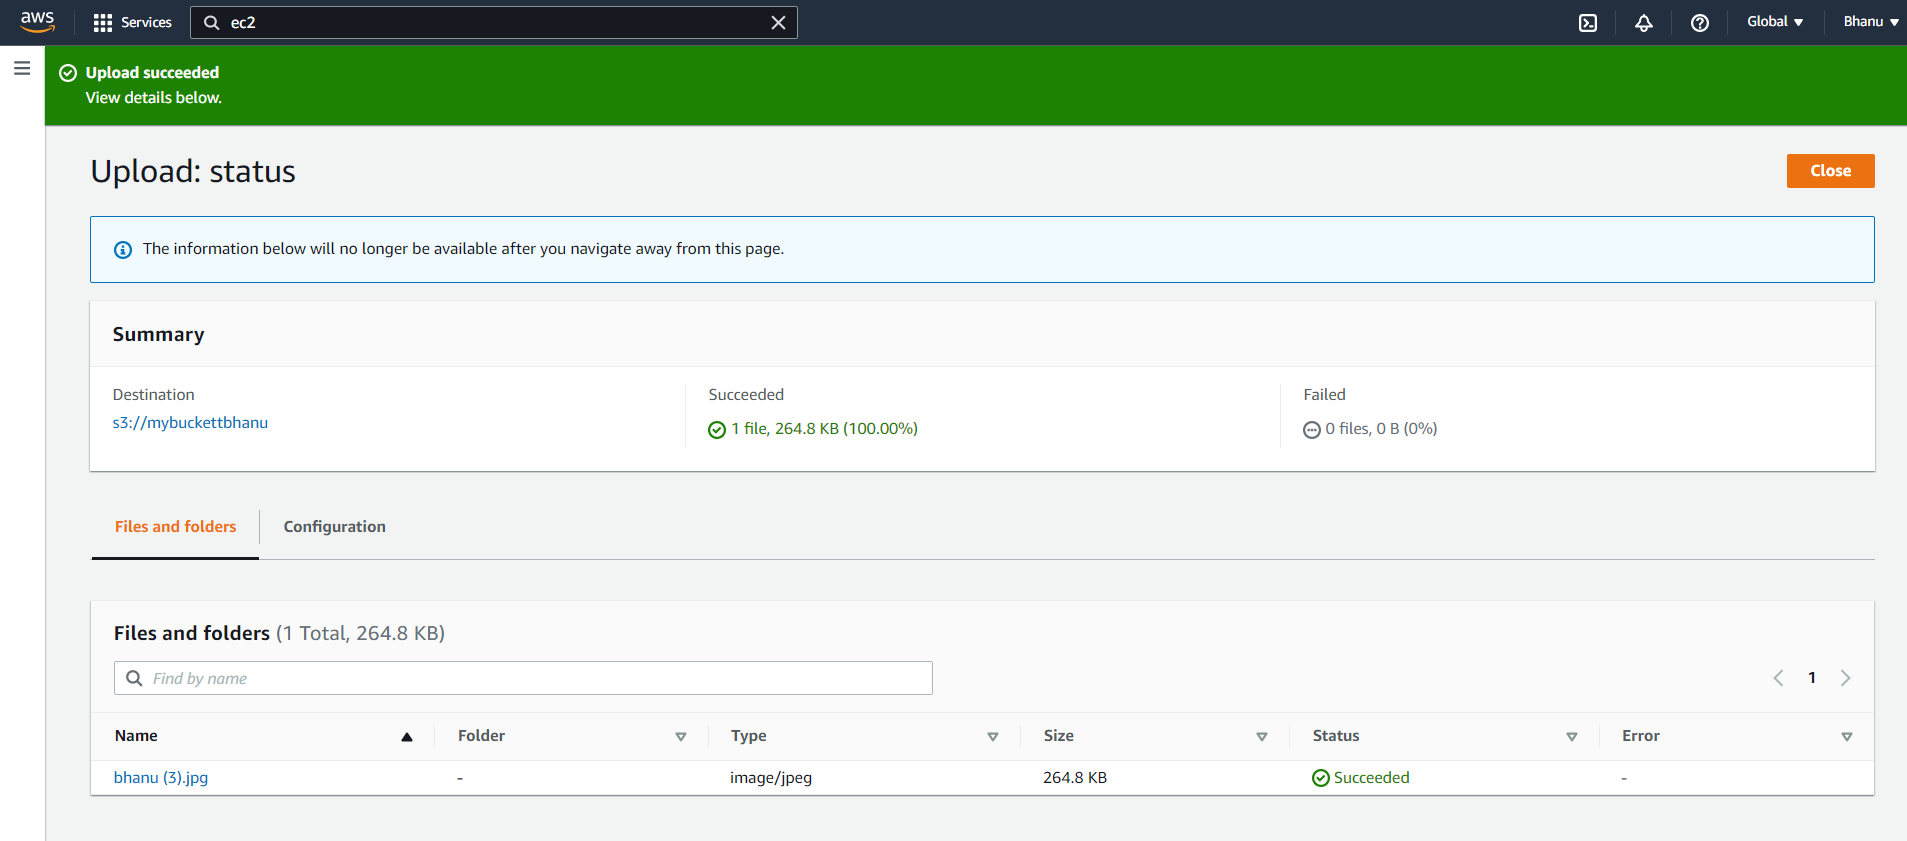 aws Services ec2 Global Bhanu
Upload succeeded
View details below.
Upload: status Close
The information below will no longer be available after you navigate away from this page.
Summary
Destination Succeeded Failed
s3://mybuckettbhanu 1 file, 264.8 KB (100.00%) 0 files, 0 B (0%)
Files and folders Configuration
Files and folders (1 Total, 264.8 KB)
Find by name 1
Name Folder Type Size Status Error
bhanu (3).jpg - image/jpeg 264.8 KB Succeeded -